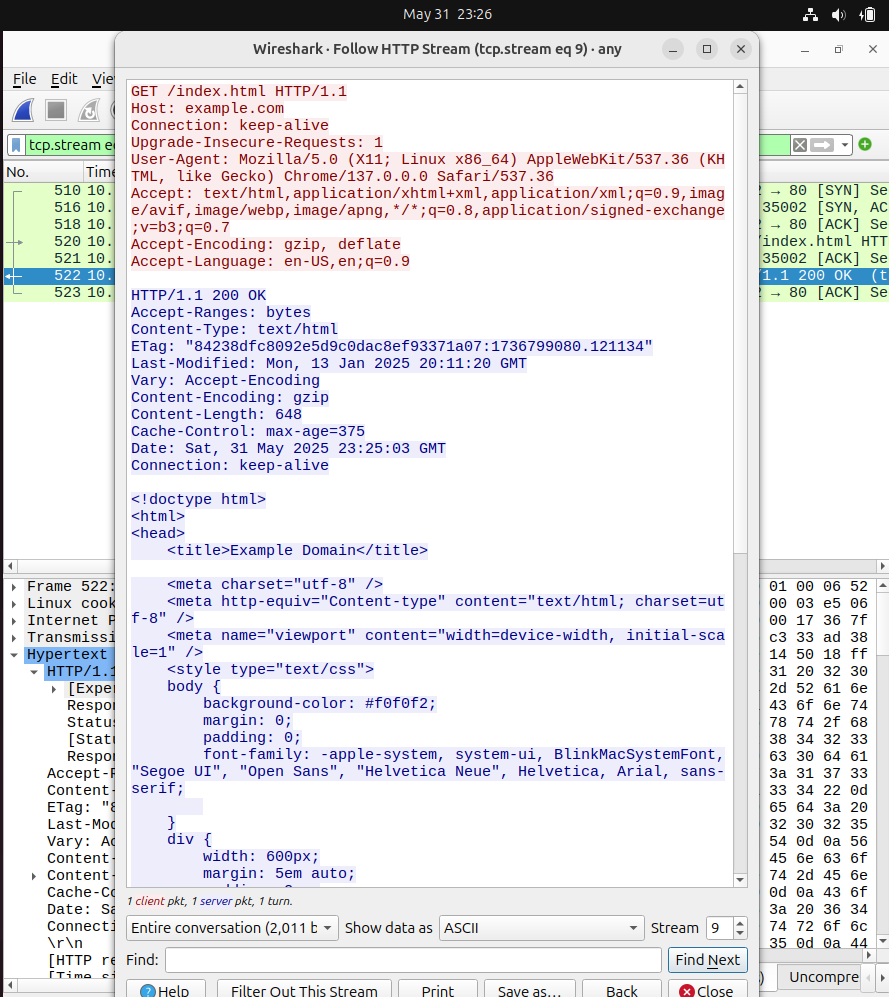 May 31 23:26
Wireshark · Follow HTTP Stream (tcp.stream eq 9) · any
File Edit
tcp.stream
No. Time
510 10.
516 10.
518 10.
520 10.
521 10.
522 10.
523 10.
→ 80 [SYN]
35002 [SYN,
→ 80 [ACK]
/index.html
35002 [ACK]
200 OK
→ 80 [ACK]
GET /index.html HTTP/1.1
Host: example.com
Connection: keep-alive
Upgrade-Insecure-Requests: 1
User-Agent: Mozilla/5.0 (X11; Linux x86_64) AppleWebKit/537.36 (KH
TML, like Gecko) Chrome/137.0.0.0 Safari/537.36
Accept: text/html,application/xhtml+xml,application/xml;q=0.9,imag
e/avif,image/webp,image/apng,*/*;q=0.8,application/signed-exchange
;v=b3;q=0.7
Accept-Encoding: gzip, deflate
Accept-Language: en-US,en;q=0.9
HTTP/1.1 200 OK
Accept-Ranges: bytes
Content-Type: text/html
ETag: "84238dfc8092e5d9c0dac8ef93371a07:1736799080.121134"
Last-Modified: Mon, 13 Jan 2025 20:11:20 GMT
Vary: Accept-Encoding
Content-Encoding: gzip
Content-Length: 648
Cache-Control: max-age=375
Date: Sat, 31 May 2025 23:25:03 GMT
Connection: keep-alive
<!doctype html>
<html>
<head>
<title>Example Domain</title>
<meta charset="utf-8" />
<meta http-equiv="Content-type" content="text/html; charset=ut
f-8" />
<meta name="viewport" content="width=device-width, initial-sca
le=1" />
<style type="text/css">
body {
background-color: #f0f0f2;
margin: 0;
padding: 0;
font-family: -apple-system, system-ui, BlinkMacSystemFont,
"Segoe UI", "Open Sans", "Helvetica Neue", Helvetica, Arial, sans-
serif;
}
div {
width: 600px;
margin: 5em auto;
Frame 522:
Linux cook
Internet P
Transmissi
Hypertext
HTTP/1.1
[Exper
Respon
Status
[Statu
Respon
Accept-R
Content-
ETag: "8
Last-Mod
Vary: Ac
Content-
Content-
Cache-Co
Date: Sa
Connecti
\r\n
[HTTP re
[Time si
01 00 06 52
00 03 e5 06
00 17 36 7f
c3 33 ad 38
14 50 18 ff
31 20 32 30
2d 52 61 6e
43 6f 6e 74
78 74 2f 68
38 34 32 33
63 30 64 61
3a 31 37 33
33 34 22 0d
65 64 3a 20
32 30 32 35
54 0d 0a 56
45 6e 63 6f
74 2d 45 6e
0d 0a 43 6f
3a 20 36 34
74 72 6f 6c
35 0d 0a 44
Uncompre
1 client pkt, 1 server pkt, 1 turn.
Entire conversation (2,011 b Show data as ASCII Stream 9
Find: Find Next
Help Filter Out This Stream Print Save as… Back Close